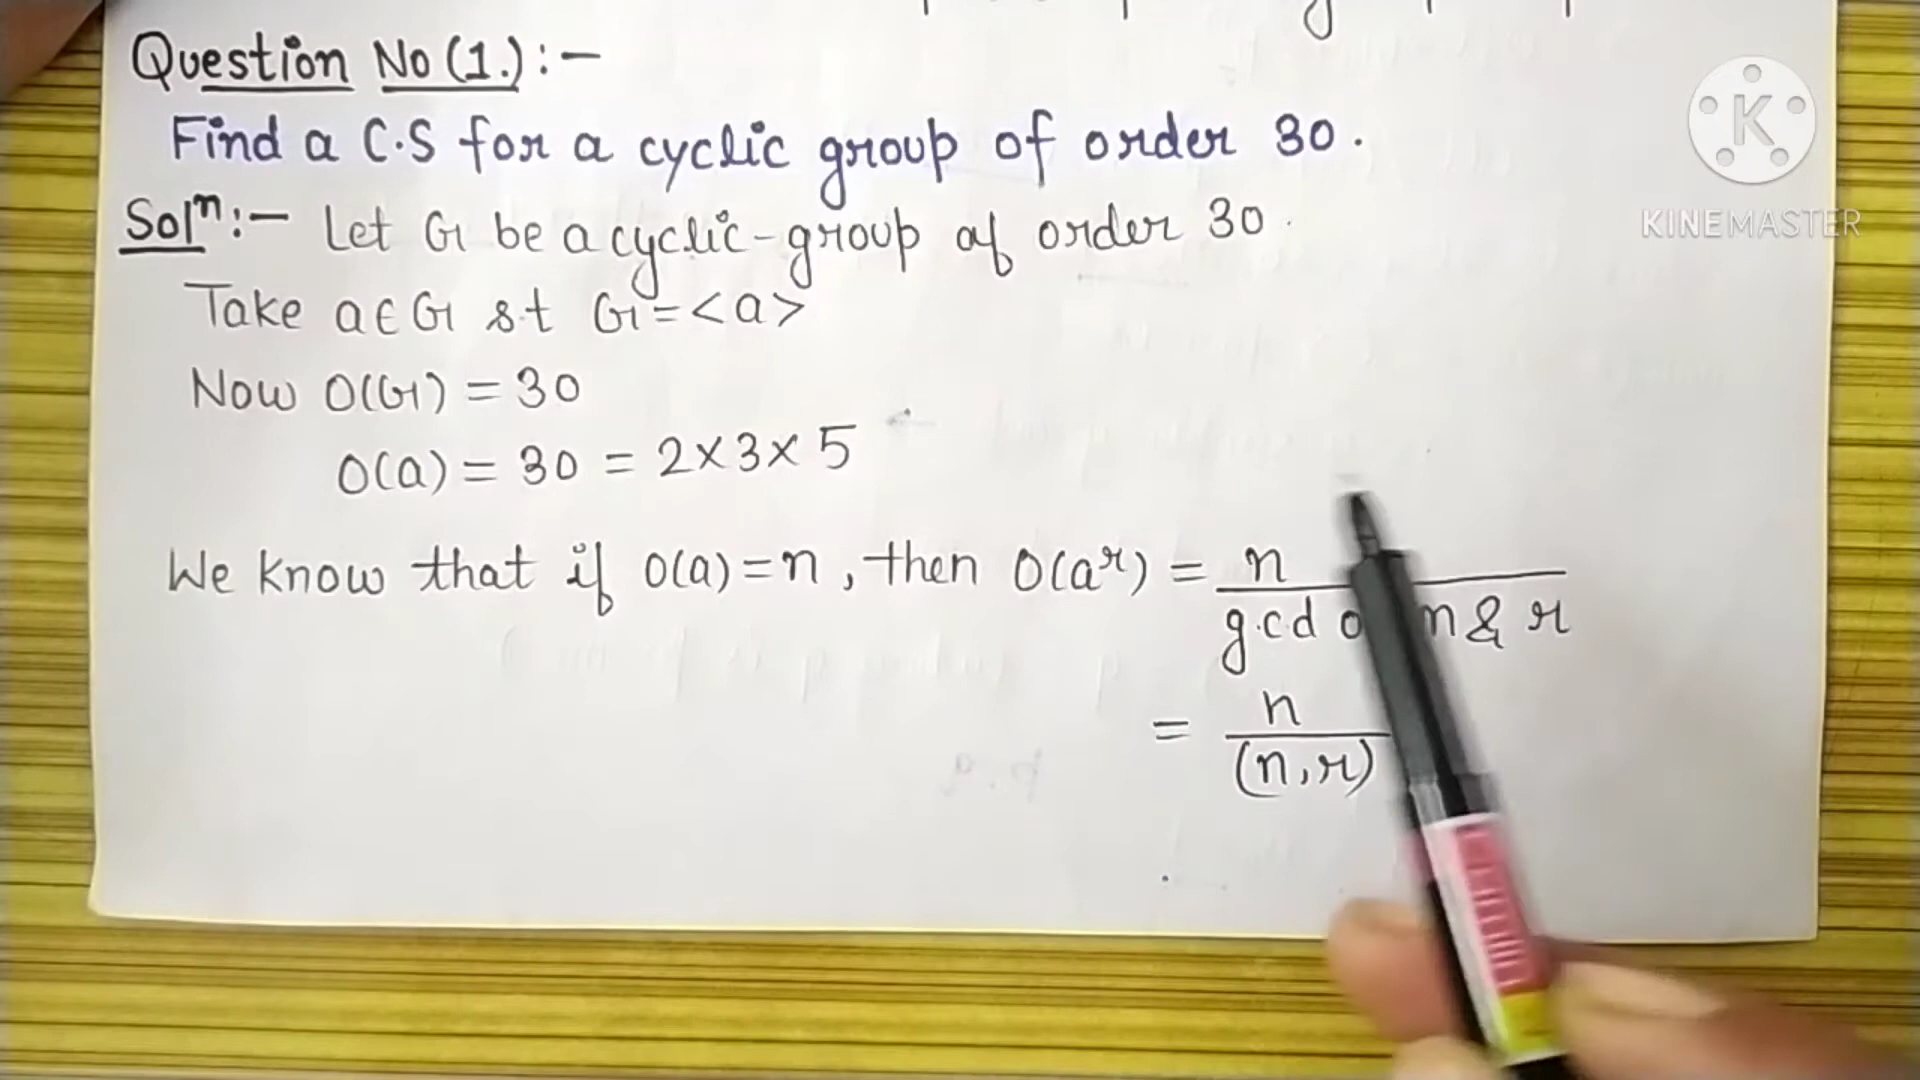 Question No (1.) :-
Find a C.S for a cyclic group of order 30.
Solⁿ:- Let G be a cyclic-group of order 30.
Take a∈G s.t G = <a>
Now O(G) = 30
O(a) = 30 = 2×3×5
We know that if O(a) = n, then O(aʳ) = n
g.c.d n & r
= n
(n,r)
K
KINEMASTER